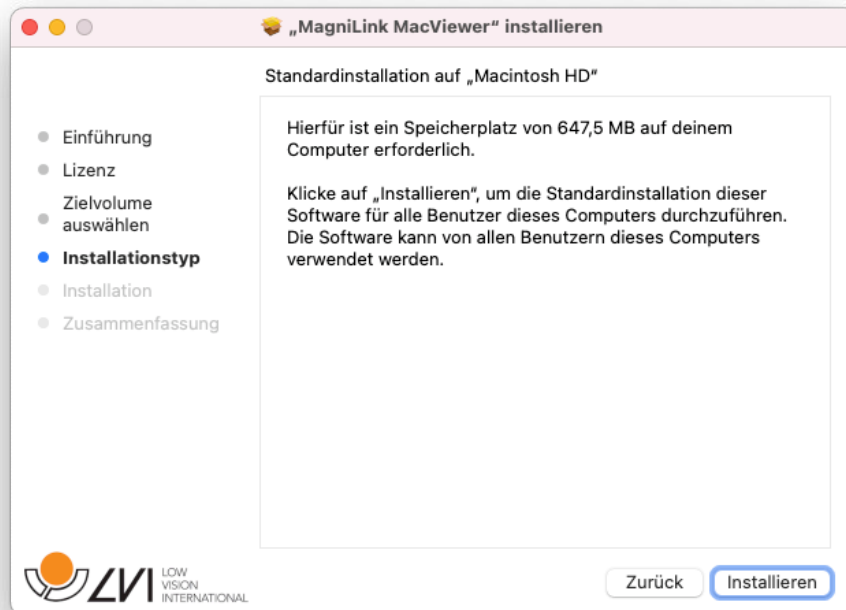 „MagniLink MacViewer“ installieren
Standardinstallation auf „Macintosh HD“
Einführung
Lizenz
Zielvolume
auswählen
Installationstyp
Installation
Zusammenfassung
Hierfür ist ein Speicherplatz von 647,5 MB auf deinem
Computer erforderlich.
Klicke auf „Installieren“, um die Standardinstallation dieser
Software für alle Benutzer dieses Computers durchzuführen.
Die Software kann von allen Benutzern dieses Computers
verwendet werden.
LVI
LOW
VISION
INTERNATIONAL
Zurück
Installieren